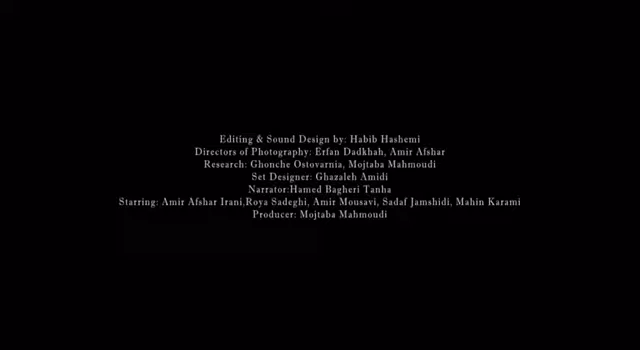 Editing & Sound Design by: Habib Hashemi
Directors of Photography: Erfan Dadkhah, Amir Afshar
Research: Ghonche Ostovarnia, Mojtaba Mahmoudi
Set Designer: Ghazaleh Amidi
Narrator:Hamed Bagheri Tanha
Starring: Amir Afshar Irani,Roya Sadeghi, Amir Mousavi, Sadaf Jamshidi, Mahin Karami
Producer: Mojtaba Mahmoudi